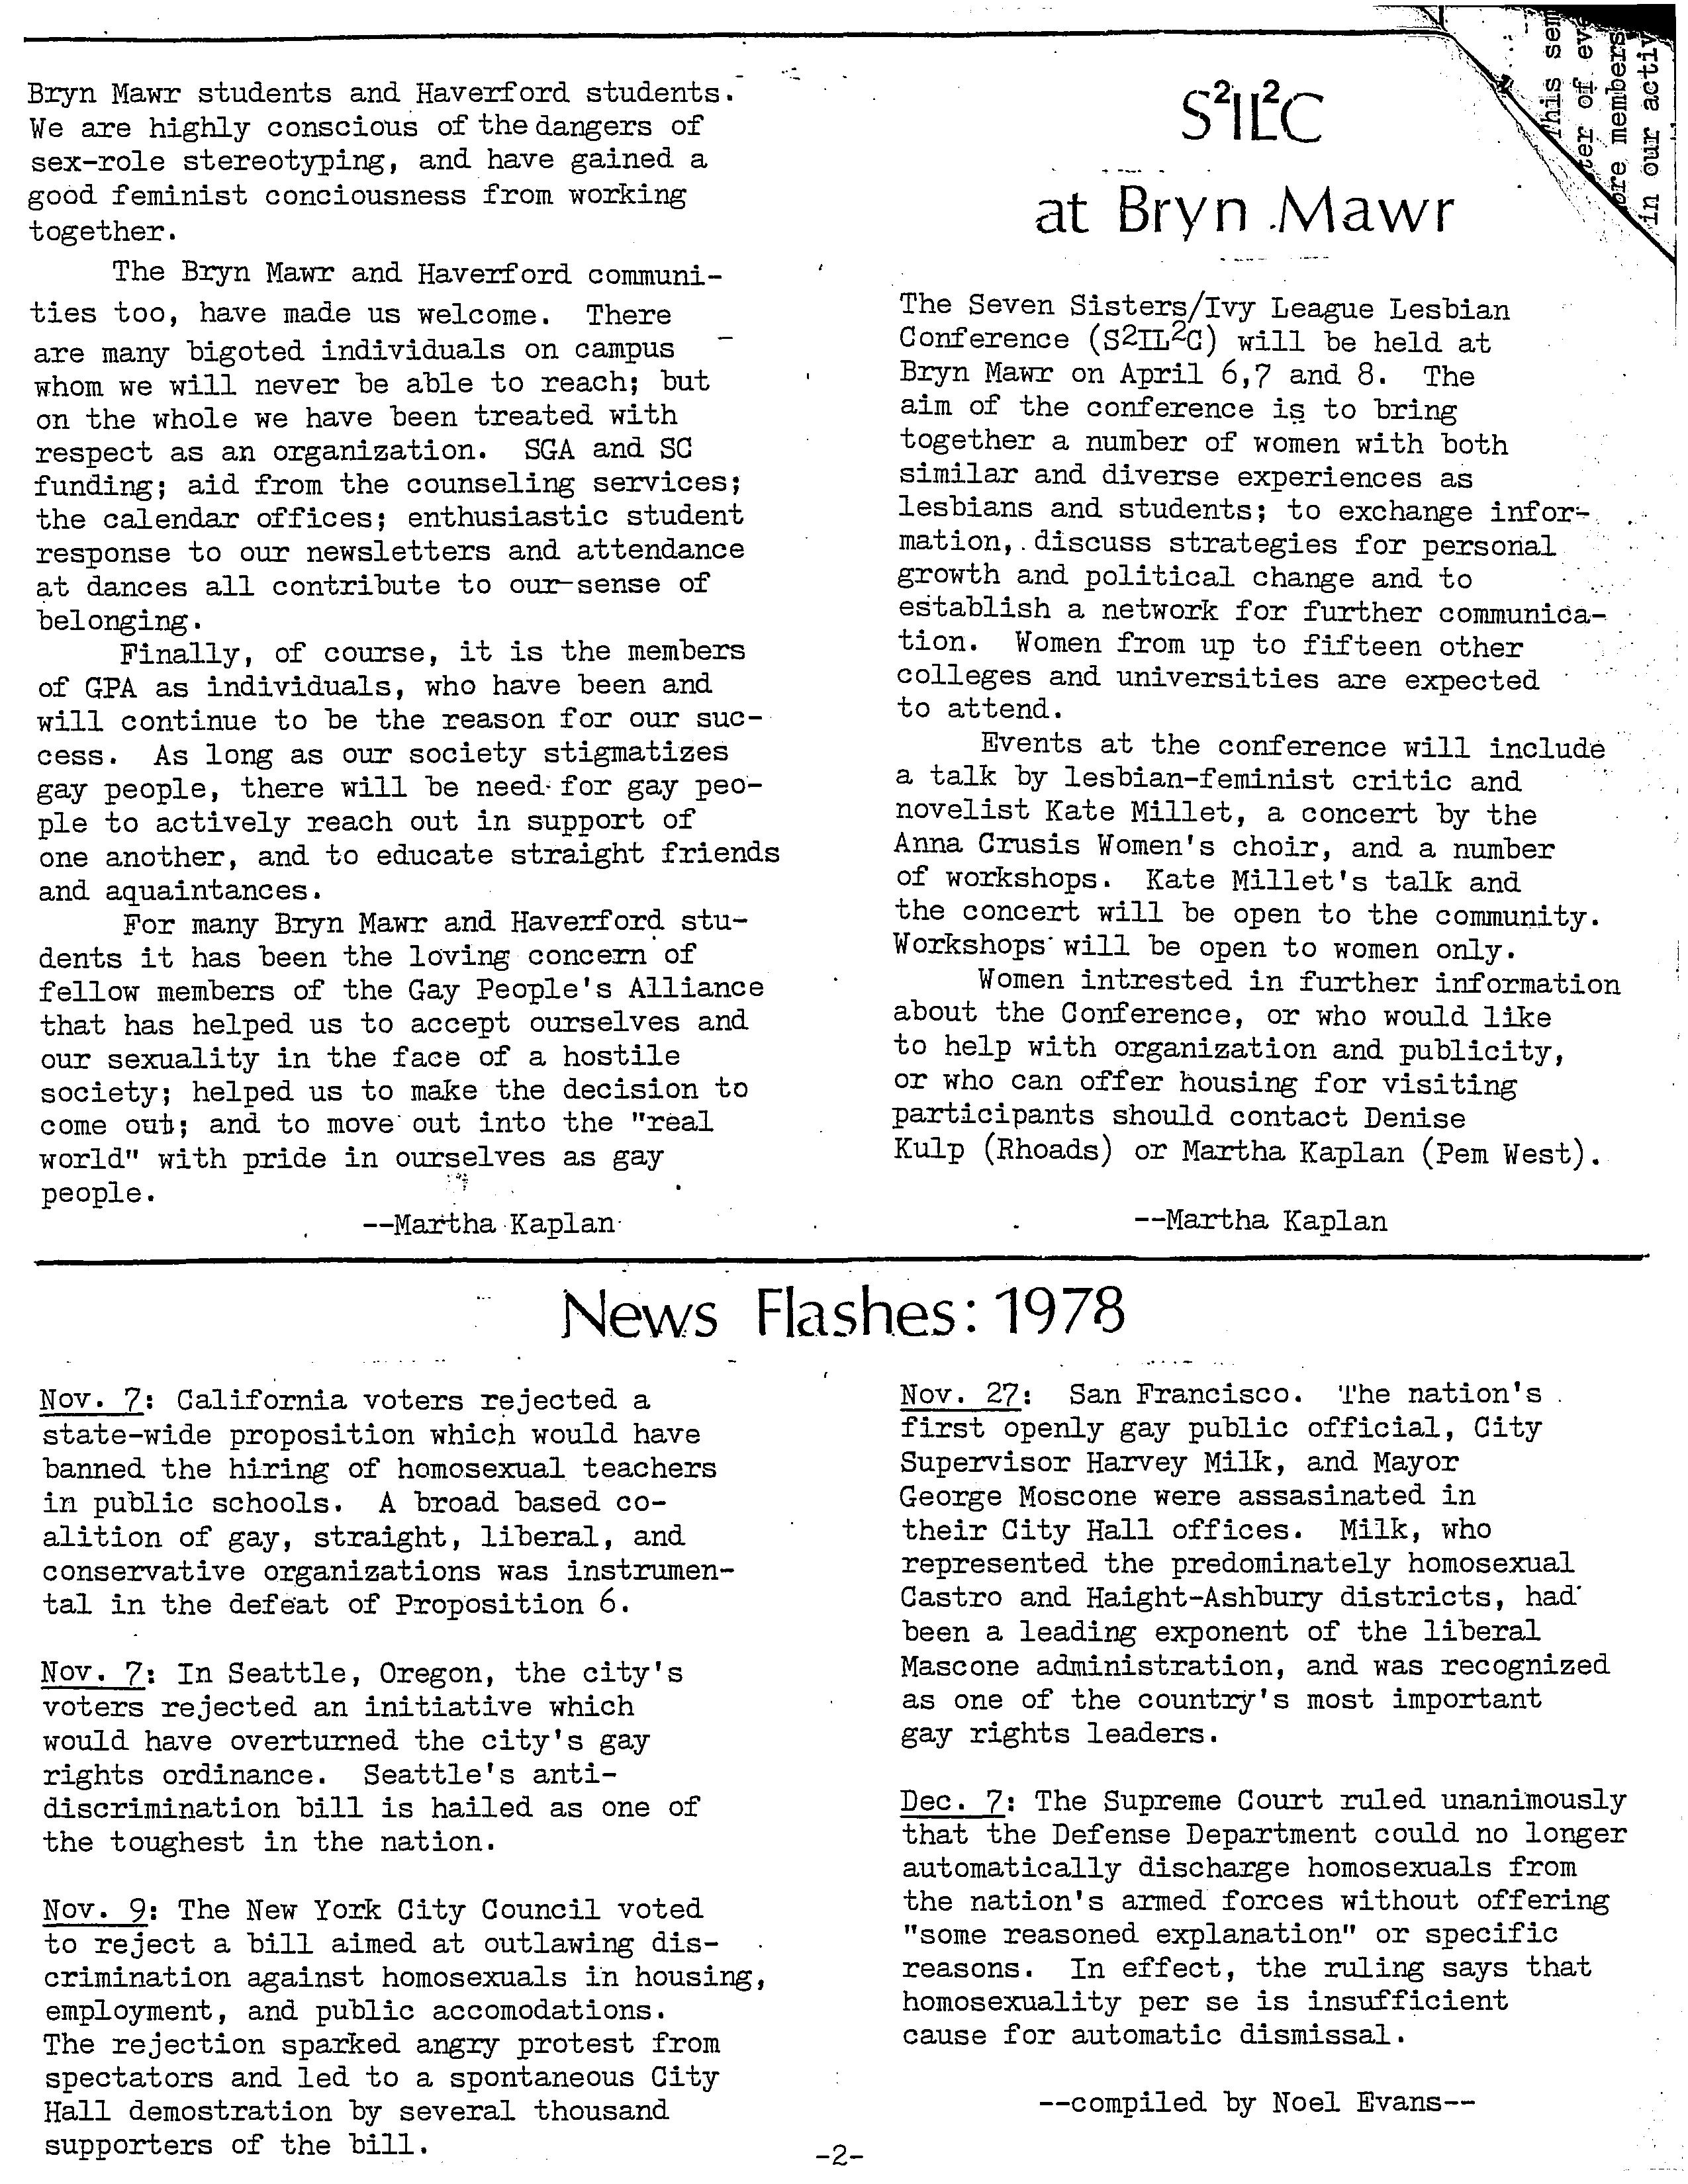 Bryn Mawr students and Haverford students.
We are highly conscious of the dangers of
sex-role stereotyping, and have gained a
good feminist conciousness from working
together.
The Bryn Mawr and Haverford communi-
ties too, have made us welcome. There
are many bigoted individuals on campus
whom we will never be able to reach; but
on the whole we have been treated with
respect as an organization. SGA and SC
funding; aid from the counseling services;
the calendar offices; enthusiastic student
response to our newsletters and attendance
at dances all contribute to our sense of
belonging.
Finally, of course, it is the members
of GPA as individuals, who have been and
will continue to be the reason for our suc-
cess. As long as our society stigmatizes
gay people, there will be need for gay peo-
ple to actively reach out in support of
one another, and to educate straight friends
and aquaintances.
For many Bryn Mawr and Haverford stu-
dents it has been the loving concern of
fellow members of the Gay People's Alliance
that has helped us to accept ourselves and
our sexuality in the face of a hostile
society; helped us to make the decision to
come out; and to move out into the "real
world" with pride in ourselves as gay
people.
--Martha Kaplan
S²IL²C
at Bryn Mawr
The Seven Sisters/Ivy League Lesbian
Conference (S²IL²C) will be held at
Bryn Mawr on April 6,7 and 8. The
aim of the conference is to bring
together a number of women with both
similar and diverse experiences as
lesbians and students; to exchange infor-
mation, discuss strategies for personal
growth and political change and to
establish a network for further communica-
tion. Women from up to fifteen other
colleges and universities are expected
to attend.
Events at the conference will include
a talk by lesbian-feminist critic and
novelist Kate Millet, a concert by the
Anna Crusis Women's choir, and a number
of workshops. Kate Millet's talk and
the concert will be open to the community.
Workshops will be open to women only.
Women intrested in further information
about the Conference, or who would like
to help with organization and publicity,
or who can offer housing for visiting
participants should contact Denise
Kulp (Rhoads) or Martha Kaplan (Pem West).
--Martha Kaplan
This sem
ter of ev
ore members
in our activ
News Flashes: 1978
Nov. 7: California voters rejected a
state-wide proposition which would have
banned the hiring of homosexual teachers
in public schools. A broad based co-
alition of gay, straight, liberal, and
conservative organizations was instrumen-
tal in the defeat of Proposition 6.
Nov. 7: In Seattle, Oregon, the city's
voters rejected an initiative which
would have overturned the city's gay
rights ordinance. Seattle's anti-
discrimination bill is hailed as one of
the toughest in the nation.
Nov. 9: The New York City Council voted
to reject a bill aimed at outlawing dis-
crimination against homosexuals in housing,
employment, and public accomodations.
The rejection sparked angry protest from
spectators and led to a spontaneous City
Hall demostration by several thousand
supporters of the bill.
Nov. 27: San Francisco. The nation's
first openly gay public official, City
Supervisor Harvey Milk, and Mayor
George Moscone were assasinated in
their City Hall offices. Milk, who
represented the predominately homosexual
Castro and Haight-Ashbury districts, had
been a leading exponent of the liberal
Mascone administration, and was recognized
as one of the country's most important
gay rights leaders.
Dec. 7: The Supreme Court ruled unanimously
that the Defense Department could no longer
automatically discharge homosexuals from
the nation's armed forces without offering
"some reasoned explanation" or specific
reasons. In effect, the ruling says that
homosexuality per se is insufficient
cause for automatic dismissal.
--compiled by Noel Evans--
-2-